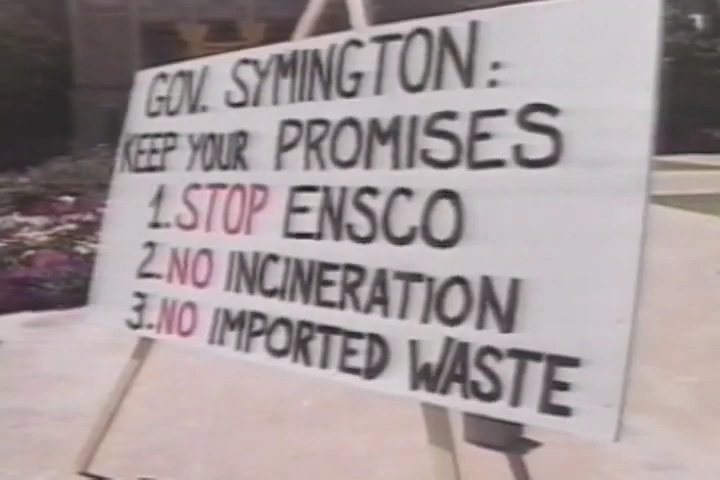 GOV. SYMINGTON:
KEEP YOUR PROMISES
1. STOP ENSCO
2. NO INCINERATION
3. NO IMPORTED WASTE